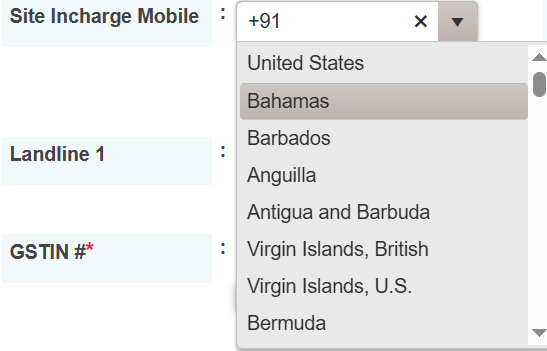 Site Incharge Mobile : +91 × ▼
United States
Bahamas
Barbados
Landline 1 :
Anguilla
Antigua and Barbuda
GSTIN #* :
Virgin Islands, British
Virgin Islands, U.S.
Bermuda